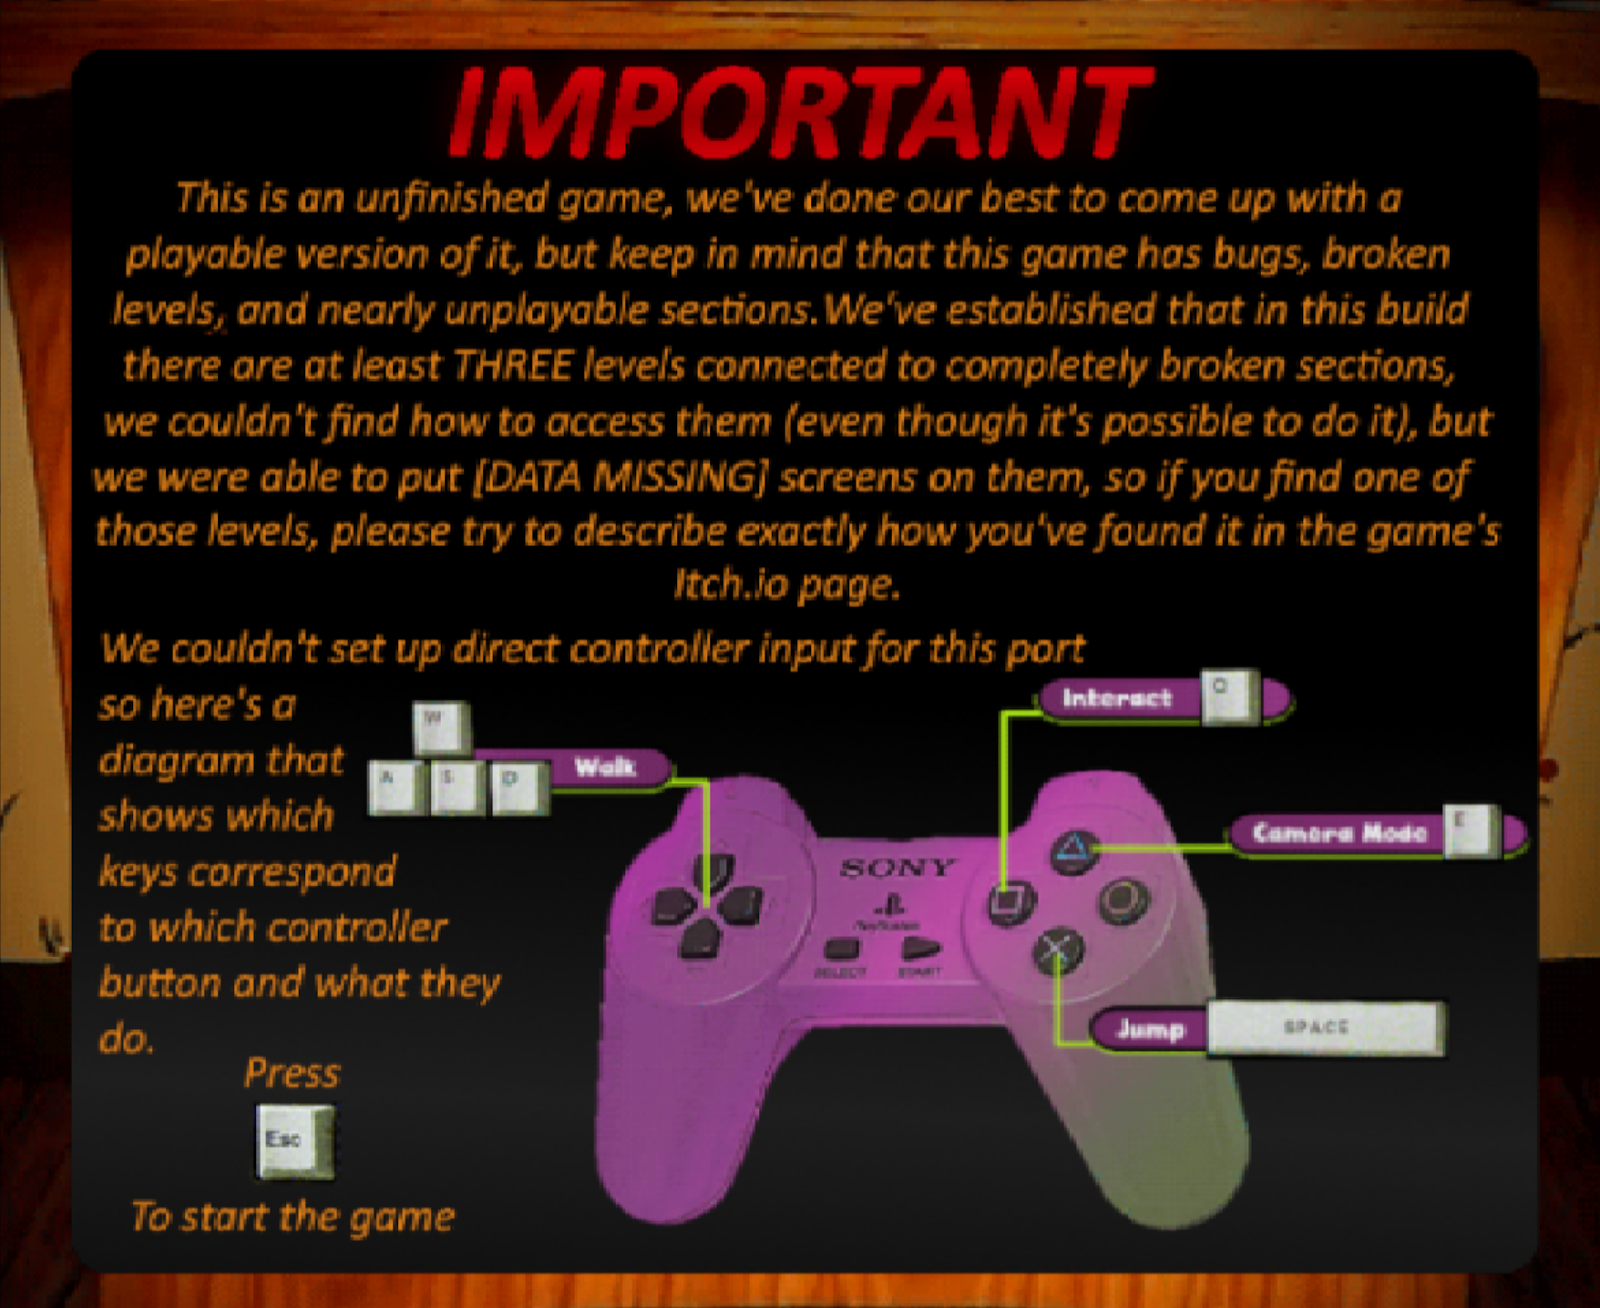 IMPORTANT
This is an unfinished game, we've done our best to come up with a
playable version of it, but keep in mind that this game has bugs, broken
levels, and nearly unplayable sections.We've established that in this build
there are at least THREE levels connected to completely broken sections,
we couldn't find how to access them (even though it's possible to do it), but
we were able to put [DATA MISSING] screens on them, so if you find one of
those levels, please try to describe exactly how you've found it in the game's
Itch.io page.
We couldn't set up direct controller input for this port
so here's a
diagram that
shows which
keys correspond
to which controller
button and what they
do.
Press
Esc
To start the game
W
A S D
Walk
Interact
Camera Mode E
SONY
PlayStation
SELECT START
Jump SPACE